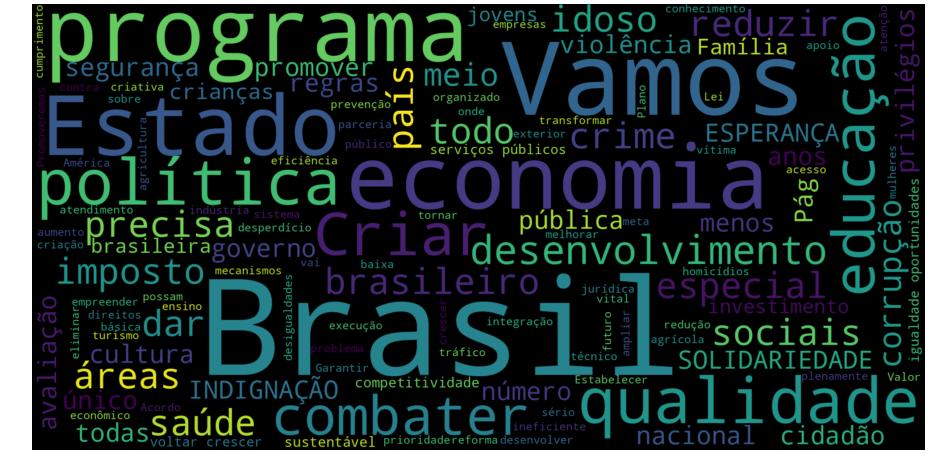 programa
Vamos
jovens
empresas
idoso
reduzir
conhecimento
privilégios
atenção
cumprimento
segurança
promover
país
meio
violência
Família
apoio
educação
Promoveremos
contra
criativa
sobre
crianças
regras
prevenção
organizado
onde
transformar
Plano
Lei
Estado
parceria
público
todo
exterior
crime
ESPERANÇA
serviços públicos
vítima
América
agricultura
eficiência
política
economia
anos
acesso
Pág
mulheres
atendimento
indústria
sistema
tornar
pública
meta
menos
precisa
desperdício
Criar
melhorar
aumento
criação
brasileira
governo
desenvolvimento
corrupção
igualdade oportunidades
imposto
mecanismos
vai
baixa
brasileiro
Brasil
homicídios
especial
jurídica
vital
investimento
empreender
possam
direitos
ensino
básica
dar
desigualdades
execução
crescer
integração
futuro
ampliar
redução
agrícola
sociais
avaliação
eliminar
turismo
cultura
problema
tráfico
técnico
SOLIDARIEDADE
áreas
Garantir
competitividade
Estabelecer
plenamente
Valor
único
Acordo
INDIGNAÇÃO
número
sério
qualidade
econômico
saúde
combater
ineficiente
todas
voltar crescer
sustentável
prioridade
reforma
desenvolver
nacional
cidadão